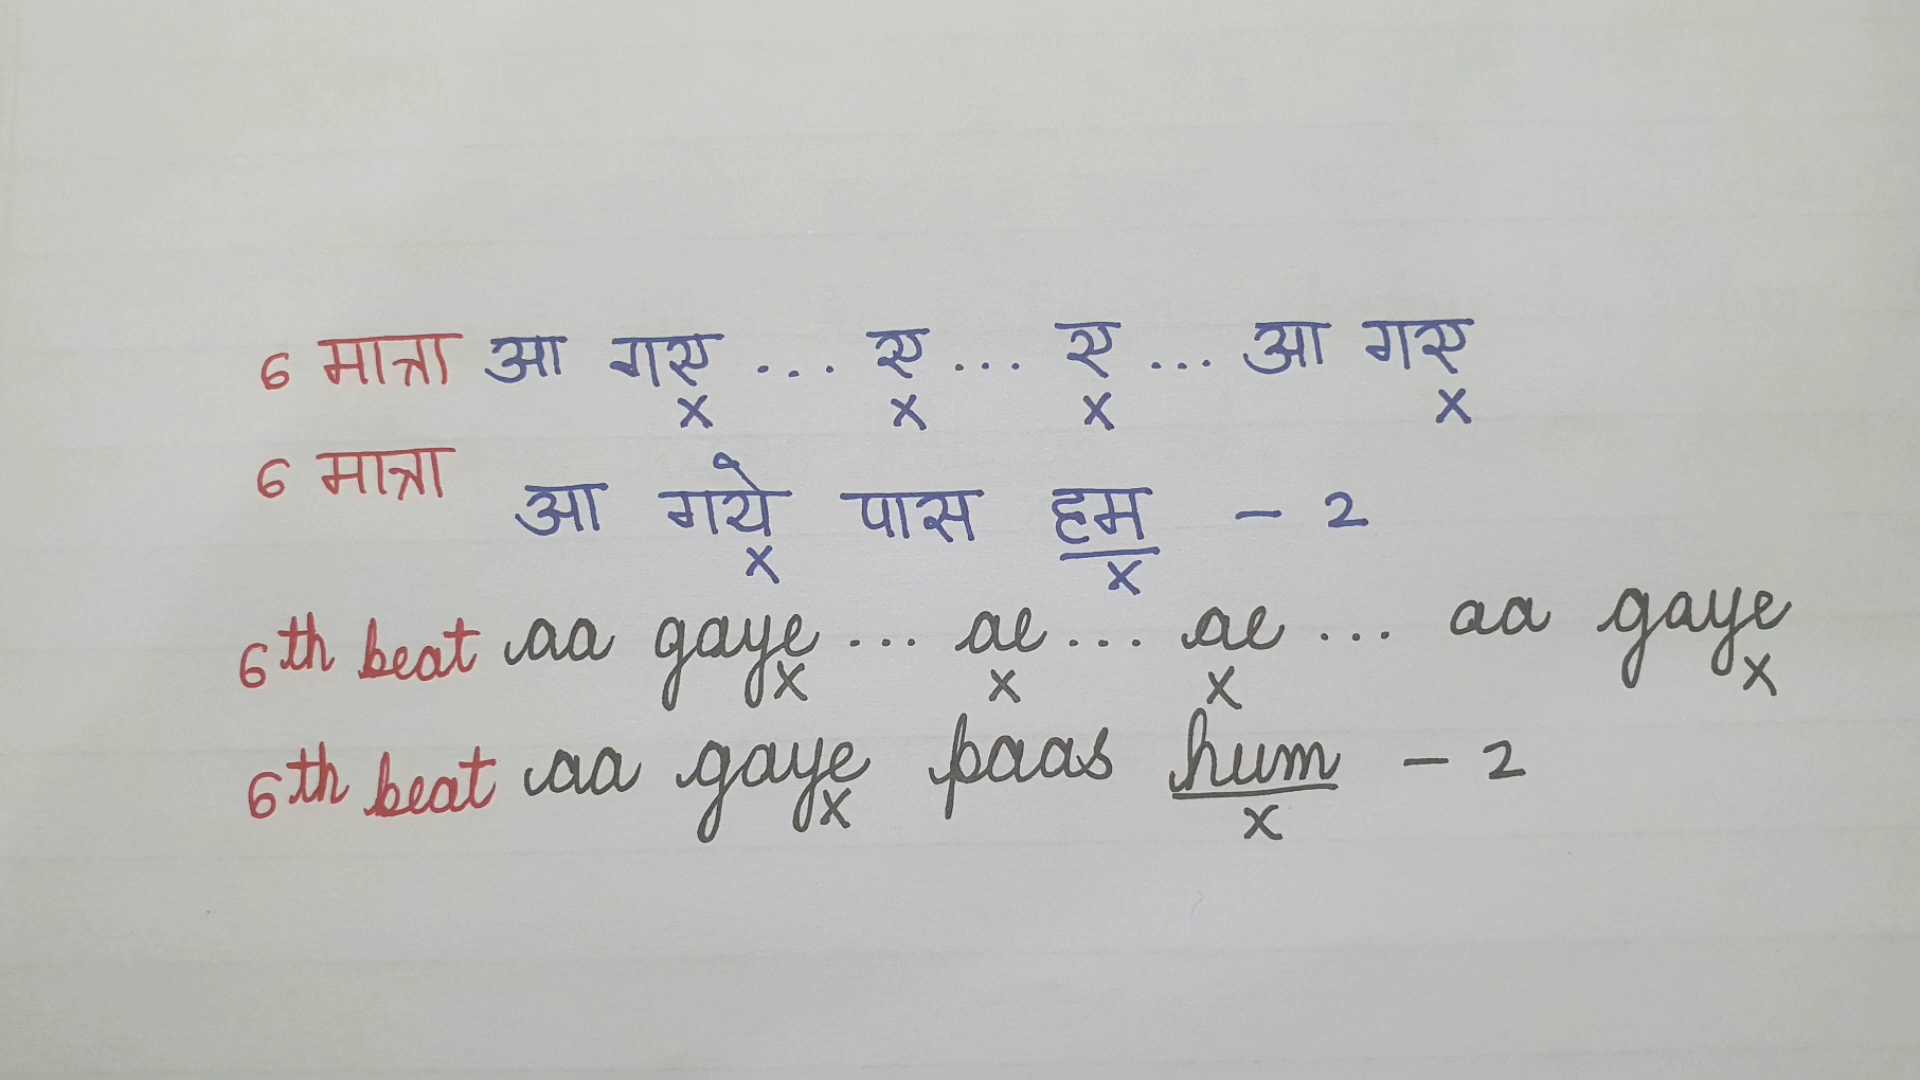 6 मात्रा आ गए ... ए ... ए ... आ गए
x x x x
6 मात्रा आ गये पास हम - 2
x x
6th beat aa gaye ... ae ... ae ... aa gaye
x x x x
6th beat aa gaye paas hum - 2
x x